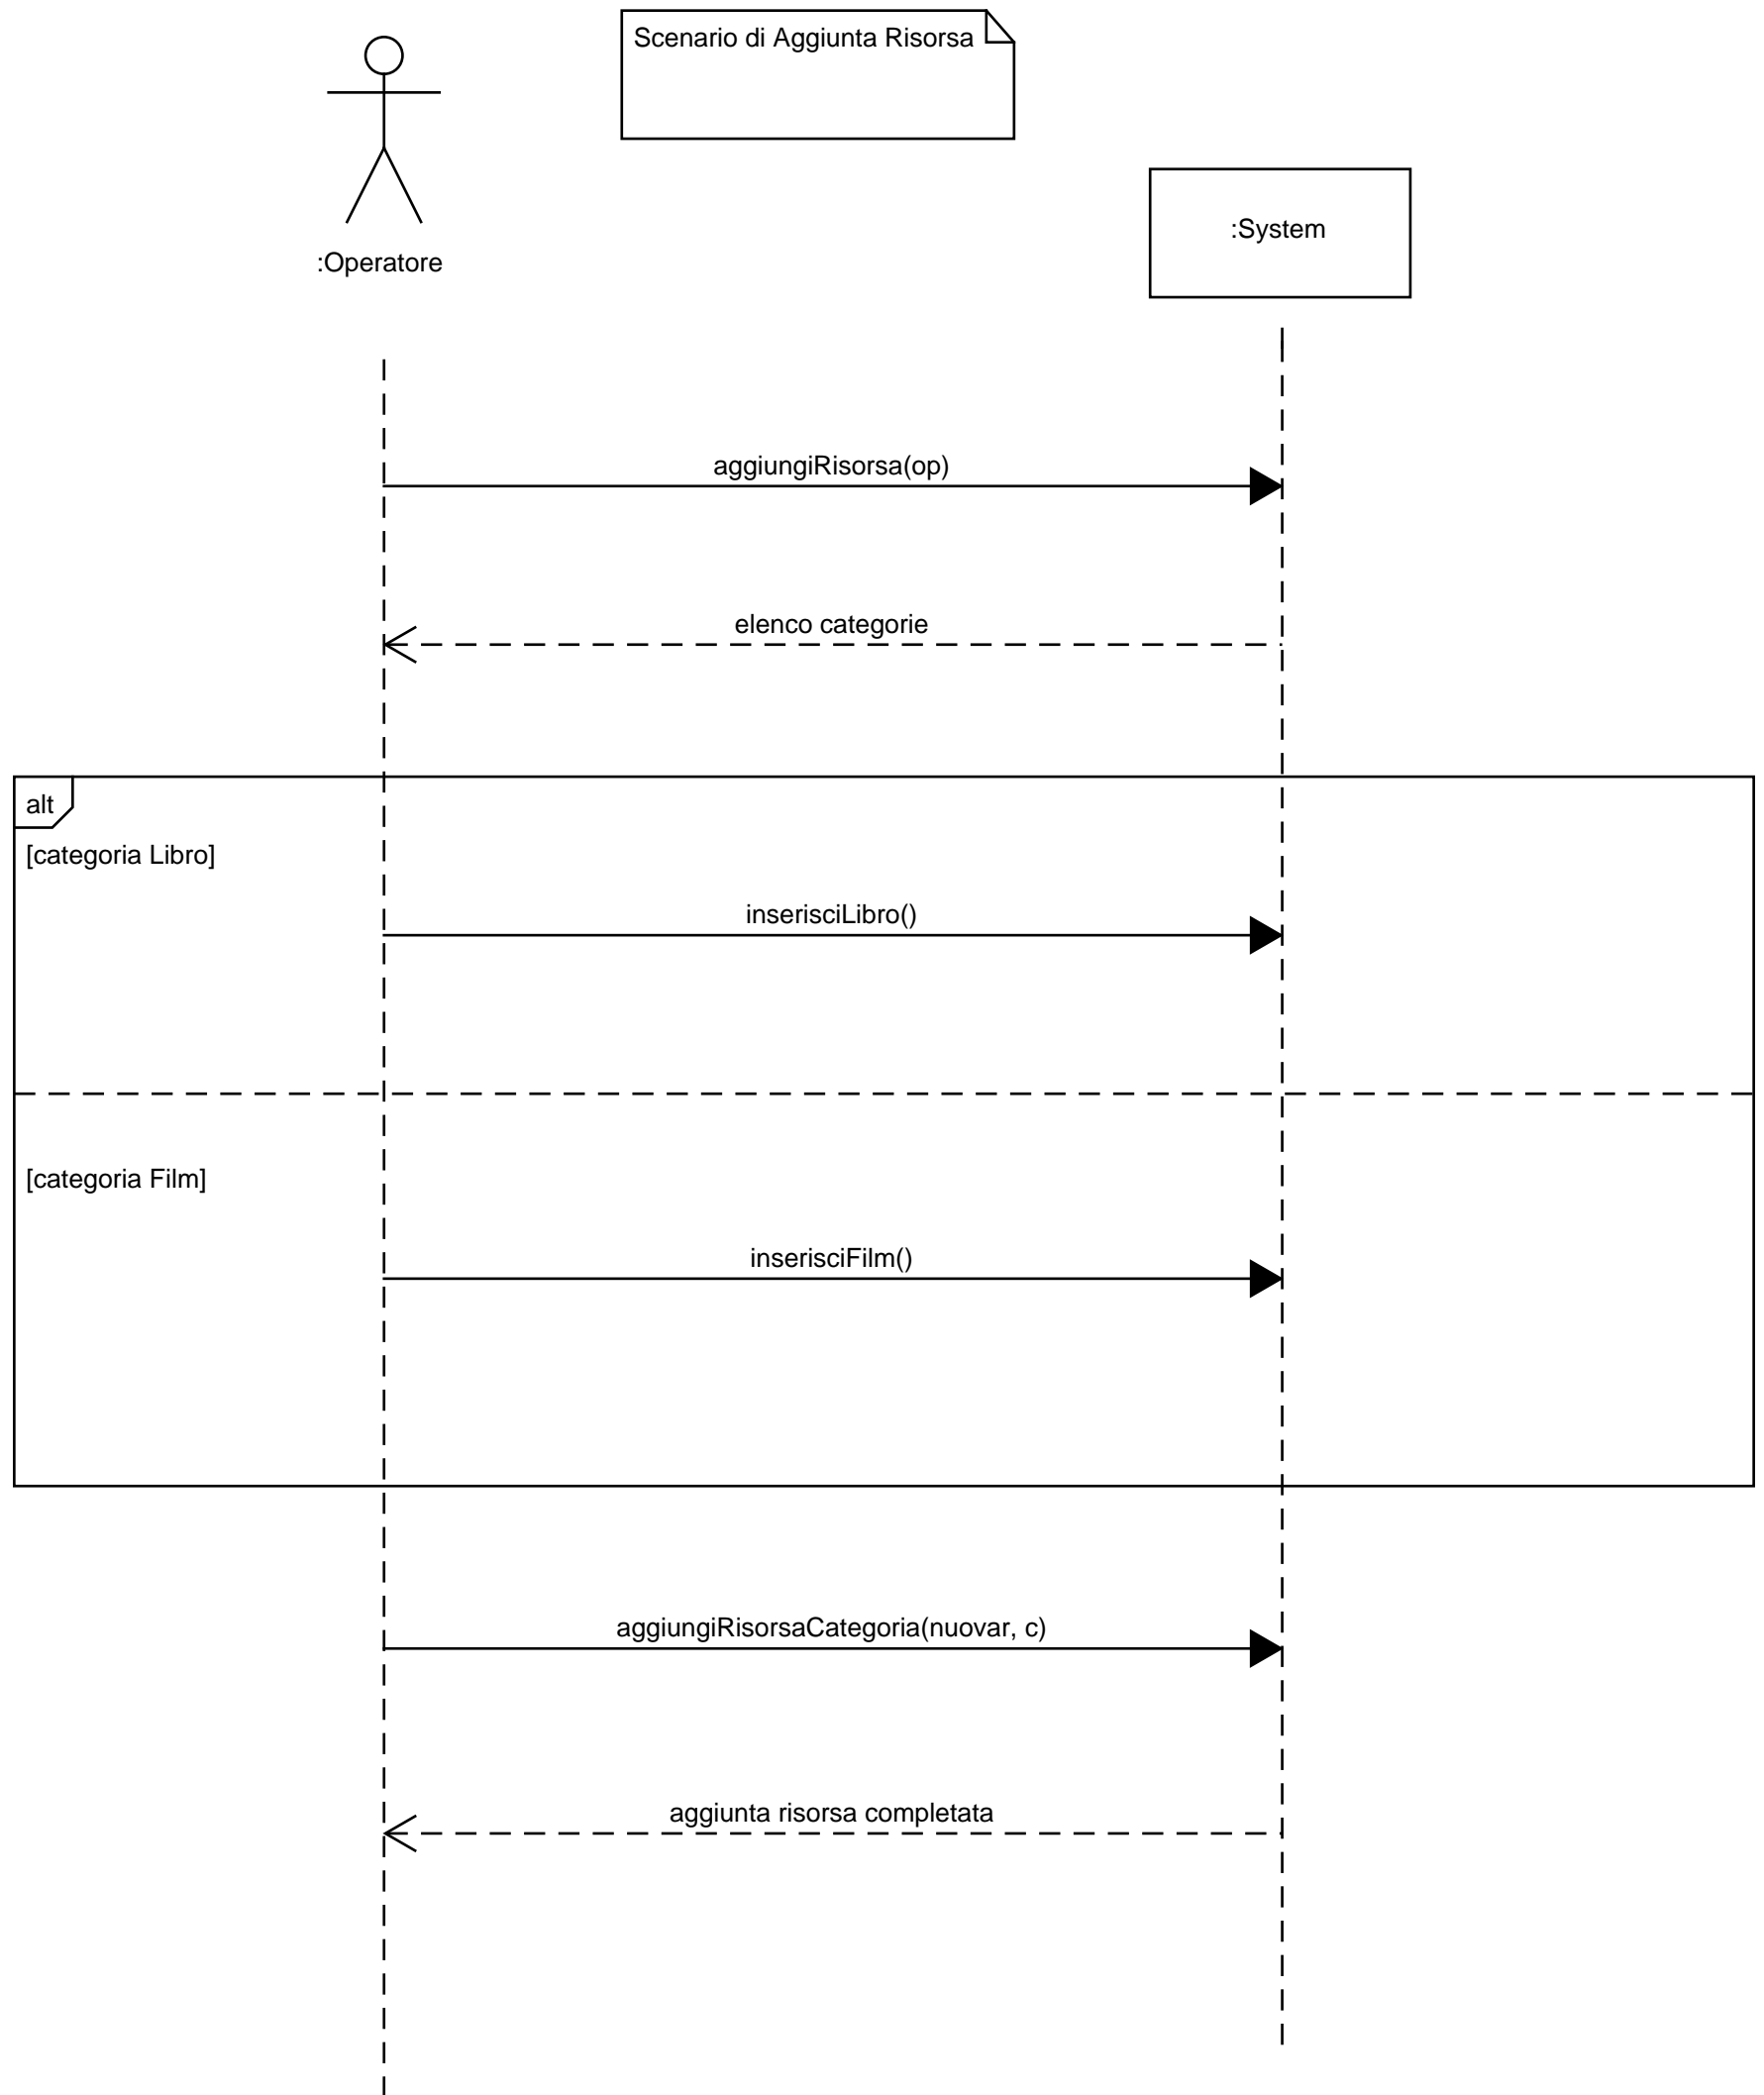 Scenario di Aggiunta Risorsa
:Operatore
:System
aggiungiRisorsa(op)
elenco categorie
alt
[categoria Libro]
inserisciLibro()
[categoria Film]
inserisciFilm()
aggiungiRisorsaCategoria(nuovar, c)
aggiunta risorsa completata